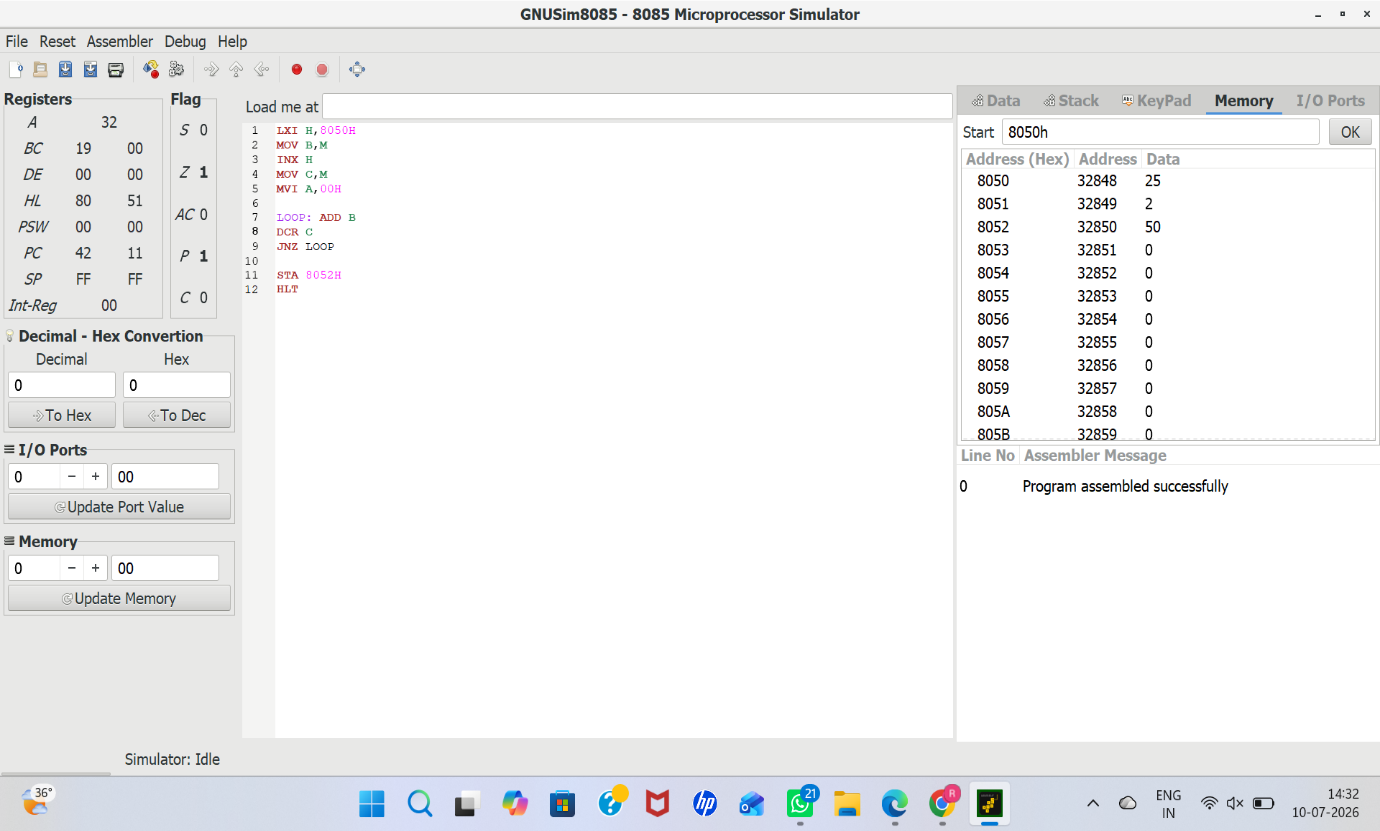 GNUSim8085 - 8085 Microprocessor Simulator
File Reset Assembler Debug Help
Registers
A 32
BC 19 00
DE 00 00
HL 80 51
PSW 00 00
PC 42 11
SP FF FF
Int-Reg 00
Flag
S 0
Z 1
AC 0
P 1
C 0
Decimal - Hex Convertion
Decimal Hex
0 0
To Hex To Dec
I/O Ports
0 - + 00
Update Port Value
Memory
0 - + 00
Update Memory
Load me at
1 LXI H,8050H
2 MOV B,M
3 INX H
4 MOV C,M
5 MVI A,00H
6
7 LOOP: ADD B
8 DCR C
9 JNZ LOOP
10
11 STA 8052H
12 HLT
Data Stack Abc KeyPad Memory I/O Ports
Start 8050h OK
Address (Hex) Address Data
8050 32848 25
8051 32849 2
8052 32850 50
8053 32851 0
8054 32852 0
8055 32853 0
8056 32854 0
8057 32855 0
8058 32856 0
8059 32857 0
805A 32858 0
805B 32859 0
Line No Assembler Message
0 Program assembled successfully
Simulator: Idle
36°
hp
21
R
ENG
IN
14:32
10-07-2026